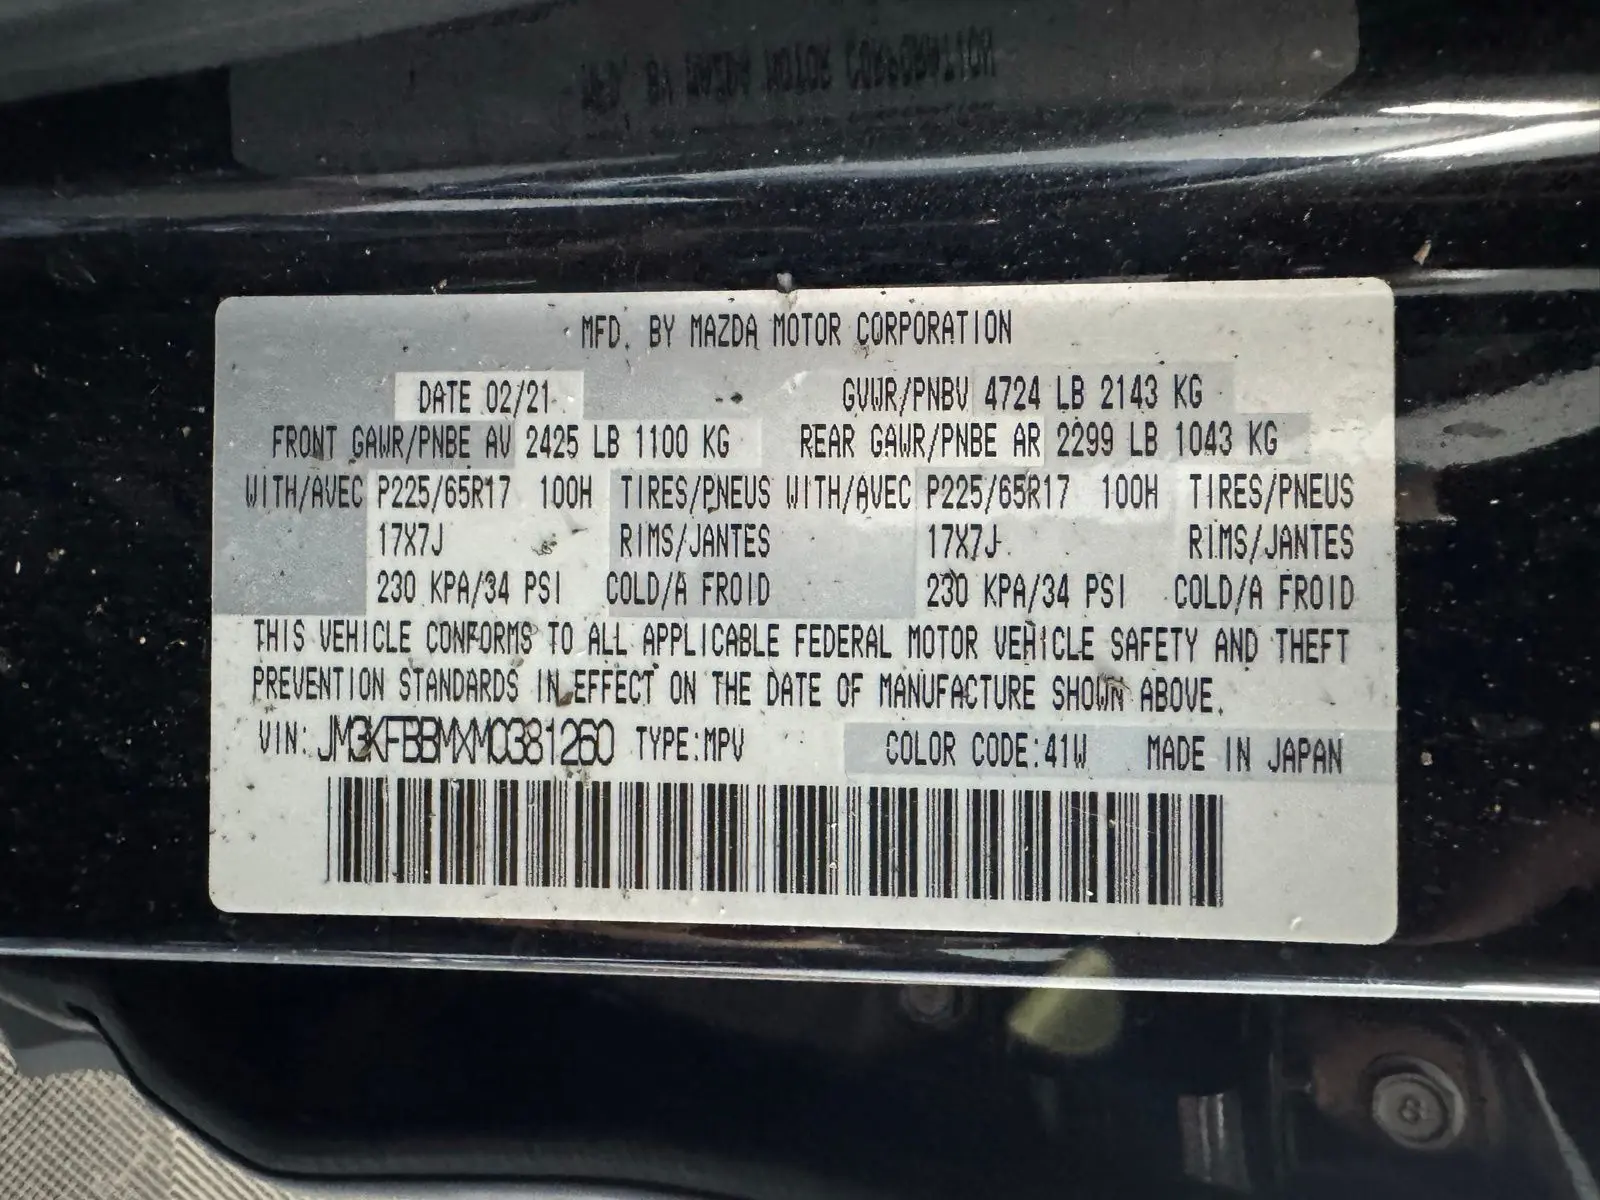 MFD. BY MAZDA MOTOR CORPORATION
DATE 02/21 GVWR/PNBV 4724 LB 2143 KG
FRONT GAWR/PNBE AV 2425 LB 1100 KG REAR GAWR/PNBE AR 2299 LB 1043 KG
WITH/AVEC P225/65R17 100H TIRES/PNEUS WITH/AVEC P225/65R17 100H TIRES/PNEUS
17X7J RIMS/JANTES 17X7J RIMS/JANTES
230 KPA/34 PSI COLD/A FROID 230 KPA/34 PSI COLD/A FROID
THIS VEHICLE CONFORMS TO ALL APPLICABLE FEDERAL MOTOR VEHICLE SAFETY AND THEFT
PREVENTION STANDARDS IN EFFECT ON THE DATE OF MANUFACTURE SHOWN ABOVE.
VIN: JM3KFBBMXM0381260 TYPE:MPV COLOR CODE:41W MADE IN JAPAN
8